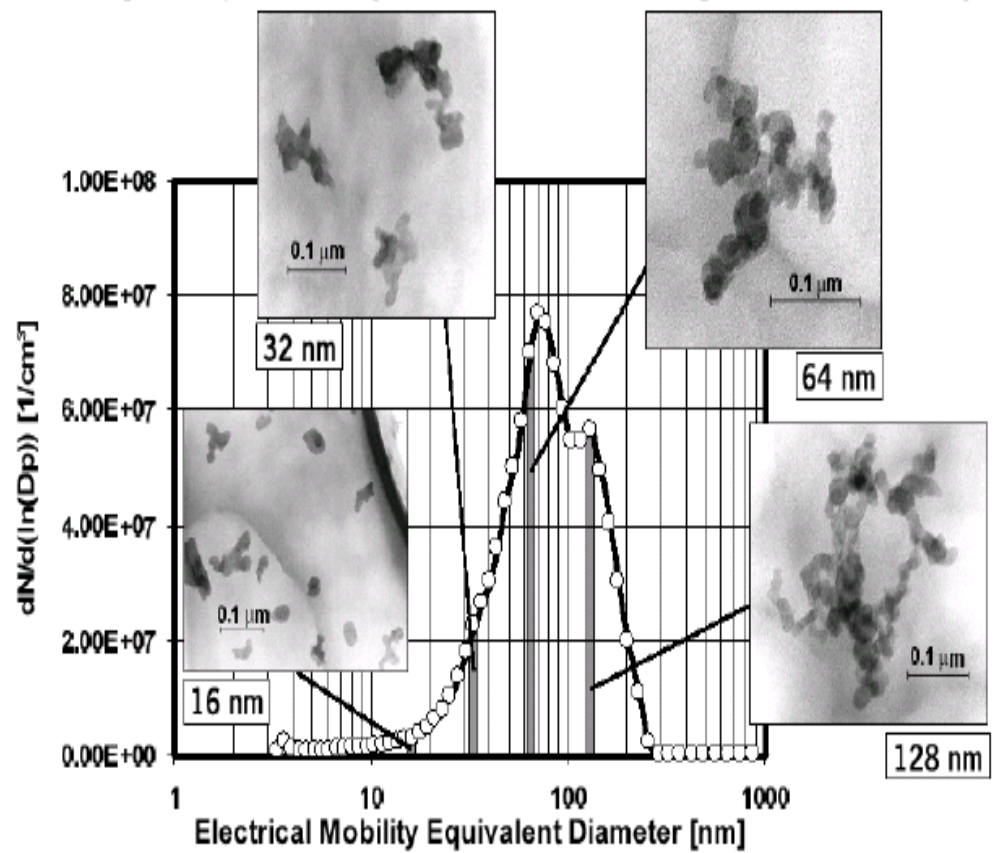 0.1 μm
0.1 μm
1.00E+08
8.00E+07
32 nm
64 nm
6.00E+07
4.00E+07
0.1 μm
0.1 μm
2.00E+07
16 nm
128 nm
0.00E+00
1
10
100
1000
dN/d(ln(Dp)) [1/cm³]
Electrical Mobility Equivalent Diameter [nm]